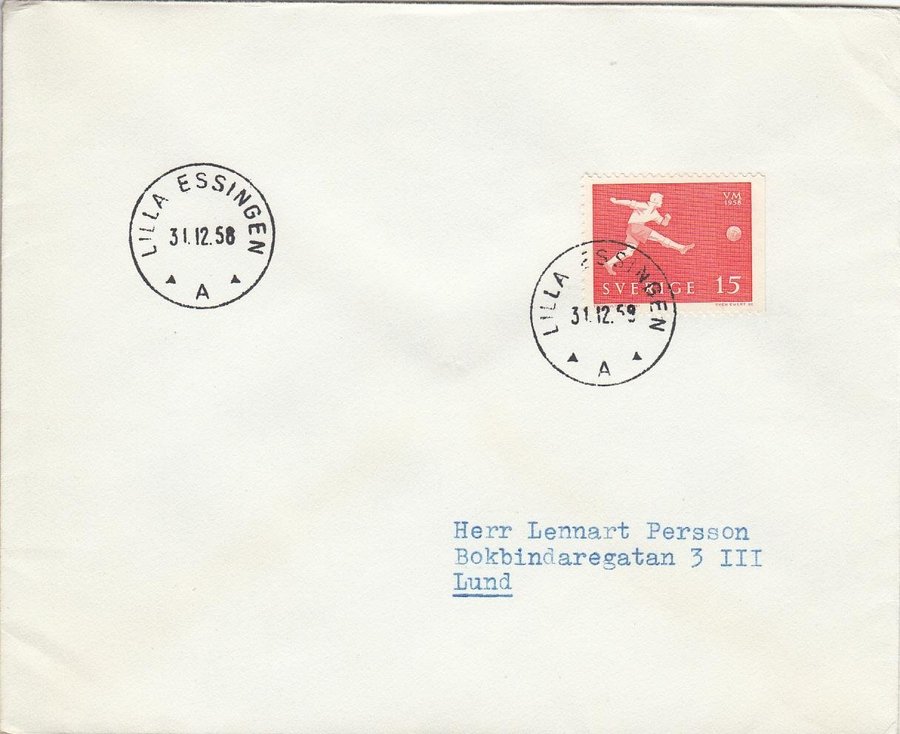 LILLA ESSINGEN
31.12.58
A
VM
1958
SVERIGE 15
LILLA ESSINGEN
31.12.58
A
Herr Lennart Persson
Bokbindaregatan 3 III
Lund